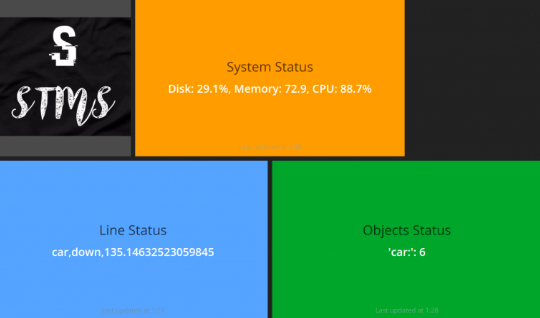 S
STMS
System Status
Disk: 29.1%, Memory: 72.9, CPU: 88.7%
Line Status
car,down,135.14632523059845
Objects Status
'car:': 6
Last updated at 1:28